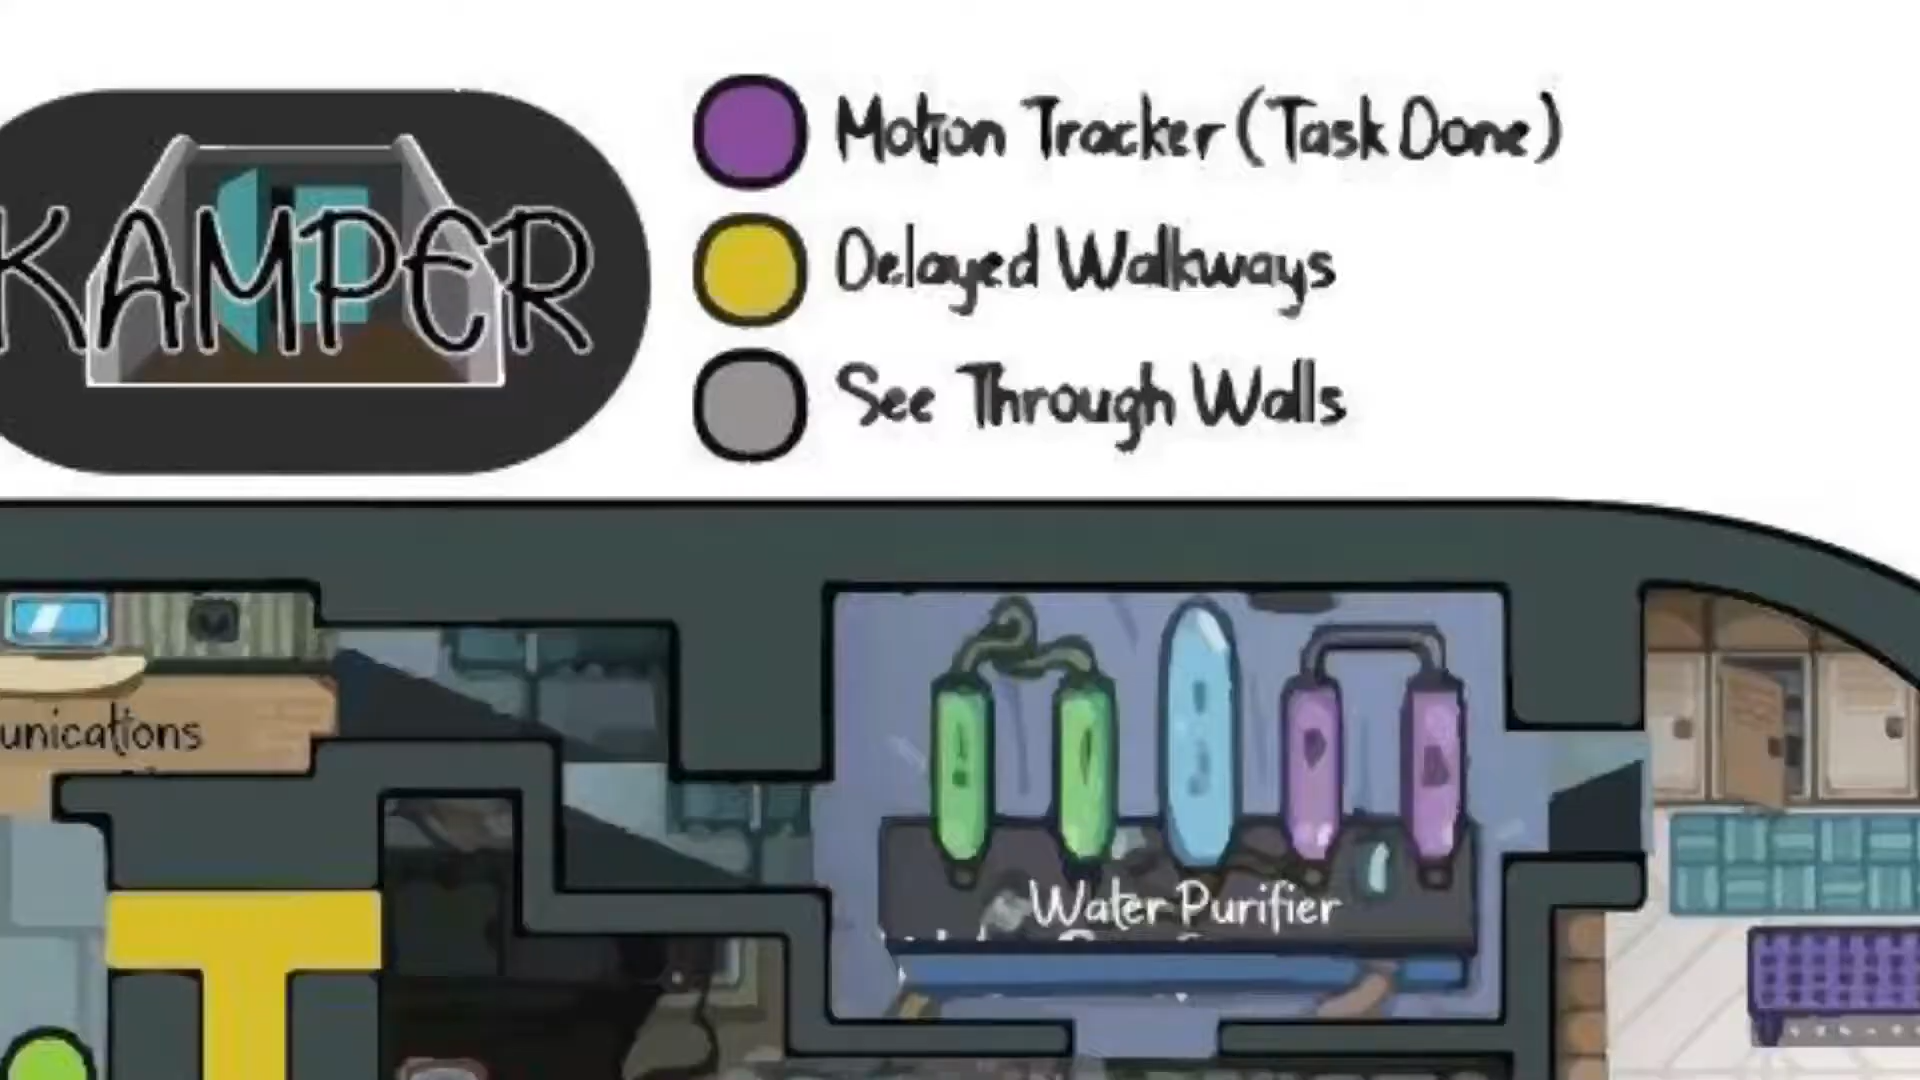 KAMPER
Motion Tracker (Task Done)
Delayed Walkways
See Through Walls
unications
Water Purifier